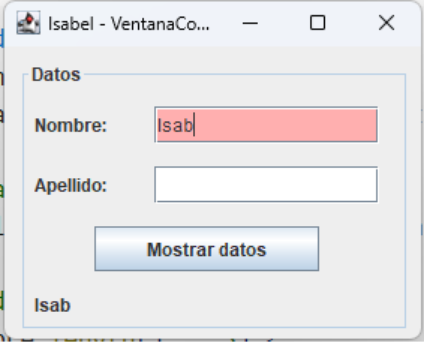 Isabel - VentanaCo...
Datos
Nombre:
Isab
Apellido:
Mostrar datos
Isab